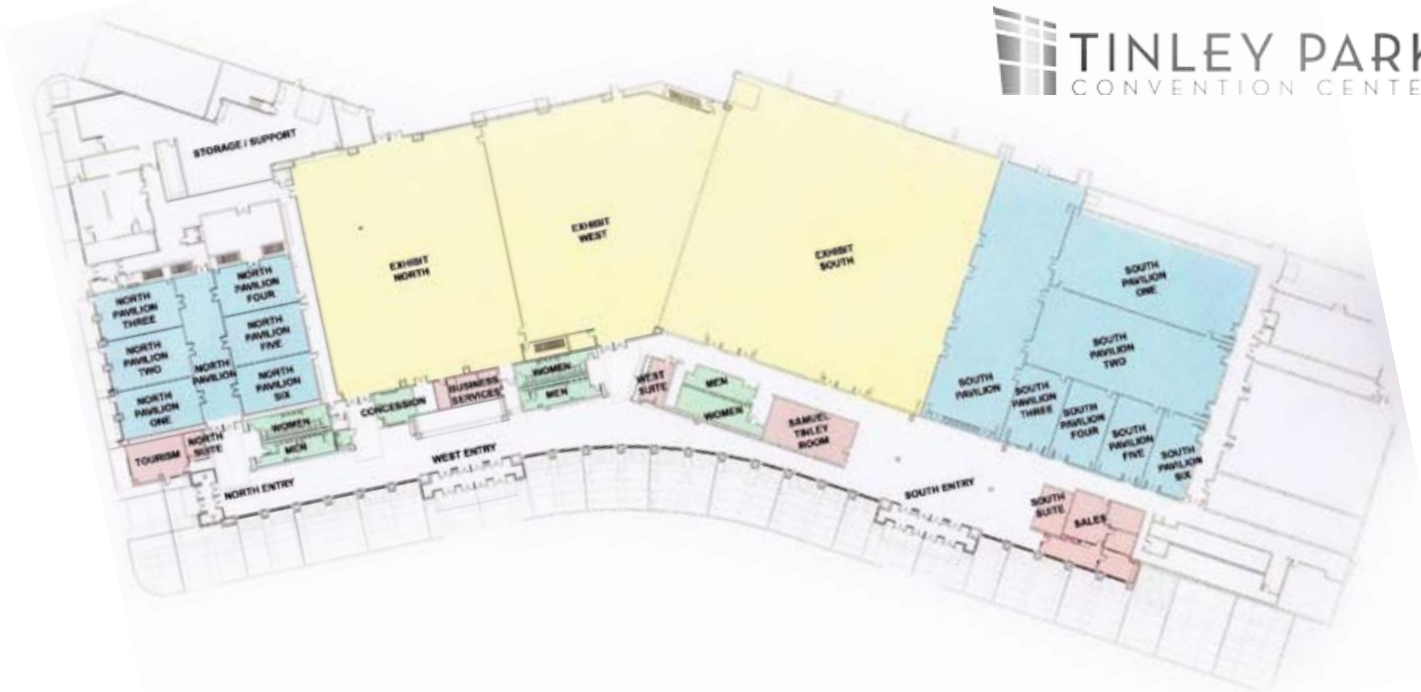 TINLEY PARK
CONVENTION CENTE
STORAGE / SUPPORT
EXHIBIT
NORTH
EXHIBIT
WEST
EXHIBIT
SOUTH
NORTH
PAVILION
THREE
NORTH
PAVILION
TWO
NORTH
PAVILION
ONE
NORTH
PAVILION
NORTH
PAVILION
FOUR
NORTH
PAVILION
FIVE
NORTH
PAVILION
SIX
TOURISM
NORTH
SUITE
WOMEN
MEN
NORTH ENTRY
CONCESSION
BUSINESS
SERVICES
WOMEN
MEN
WEST ENTRY
WEST
SUITE
MEN
WOMEN
SAMUEL
TINLEY
ROOM
SOUTH ENTRY
SOUTH
PAVILION
SOUTH
PAVILION
ONE
SOUTH
PAVILION
TWO
SOUTH
PAVILION
THREE
SOUTH
PAVILION
FOUR
SOUTH
PAVILION
FIVE
SOUTH
PAVILION
SIX
SOUTH
SUITE
SALES